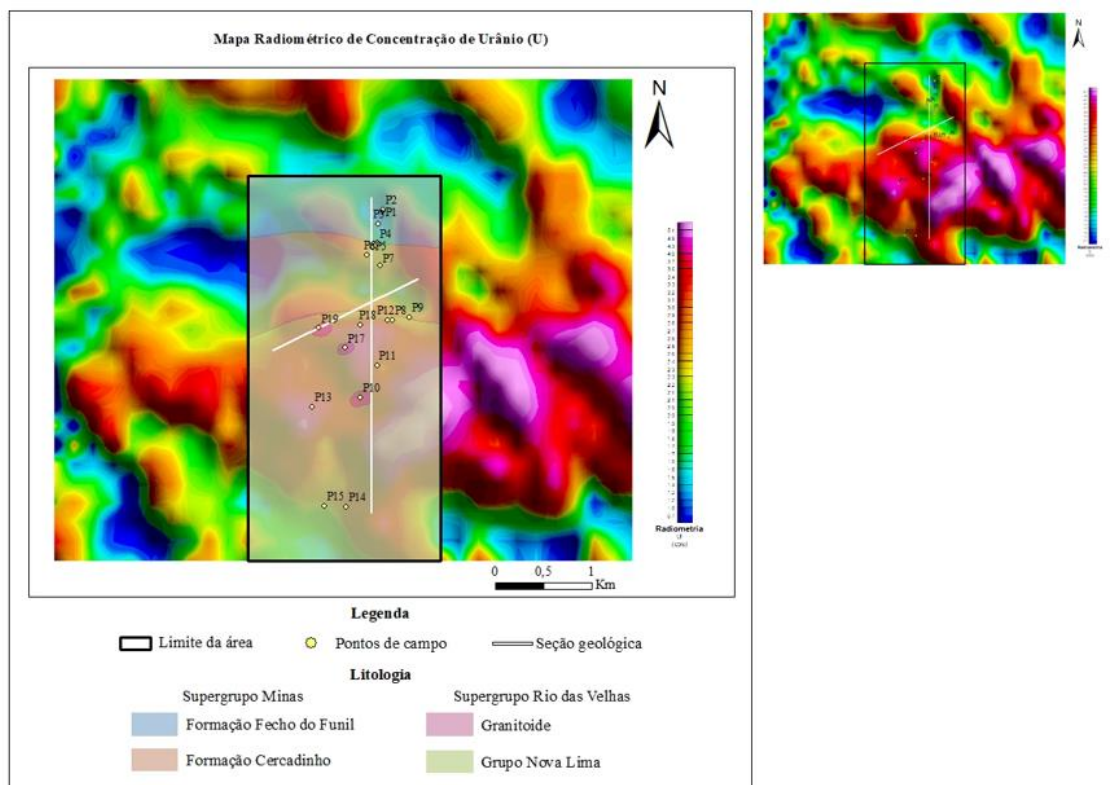 Mapa Radiométrico de Concentração de Urânio (U)
N
N
P2
P1
P4
P7
P9
P12
P8
P18
P19
P17
P11
P10
P13
P15
P14
Radiometria
U
0 0,5 1
Km
Legenda
Limite da área
Pontos de campo
Seção geológica
Litologia
Supergrupo Minas
Supergrupo Rio das Velhas
Formação Fecho do Funil
Granitoide
Formação Cercadinho
Grupo Nova Lima